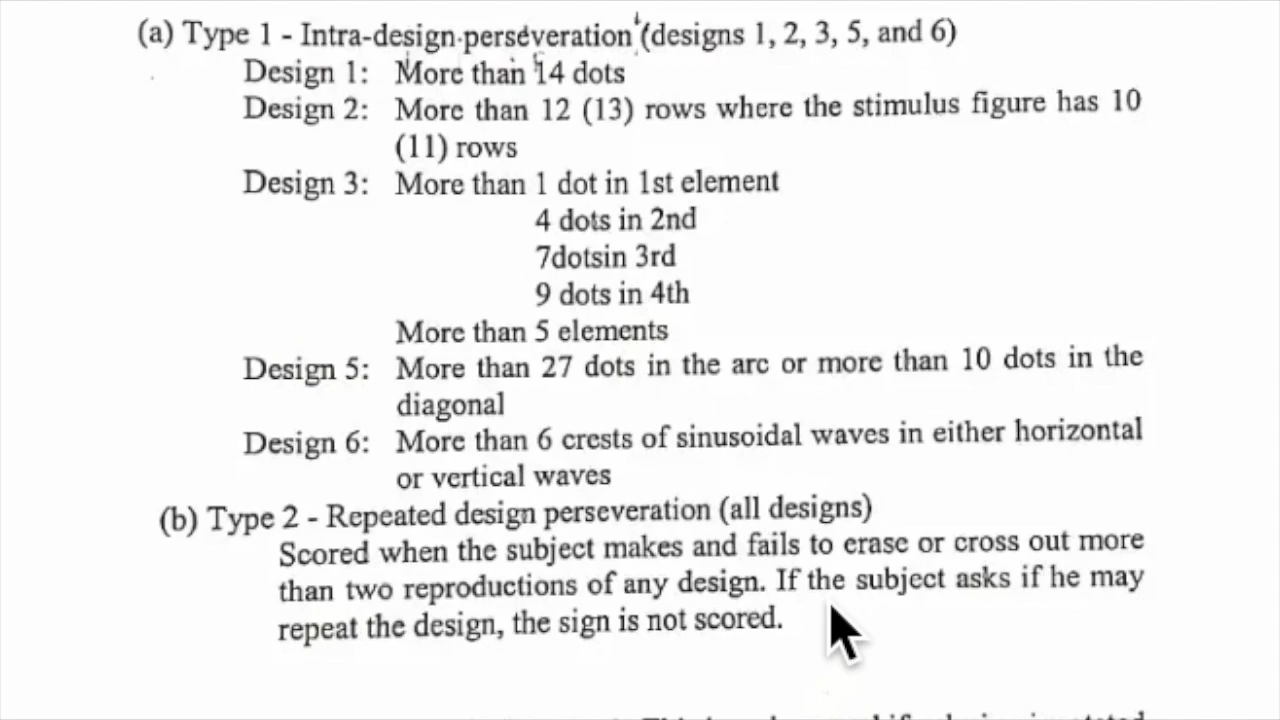 (a) Type 1 - Intra-design perseveration (designs 1, 2, 3, 5, and 6)
Design 1: More than 14 dots
Design 2: More than 12 (13) rows where the stimulus figure has 10
(11) rows
Design 3: More than 1 dot in 1st element
4 dots in 2nd
7dotsin 3rd
9 dots in 4th
More than 5 elements
Design 5: More than 27 dots in the arc or more than 10 dots in the
diagonal
Design 6: More than 6 crests of sinusoidal waves in either horizontal
or vertical waves
(b) Type 2 - Repeated design perseveration (all designs)
Scored when the subject makes and fails to erase or cross out more
than two reproductions of any design. If the subject asks if he may
repeat the design, the sign is not scored.